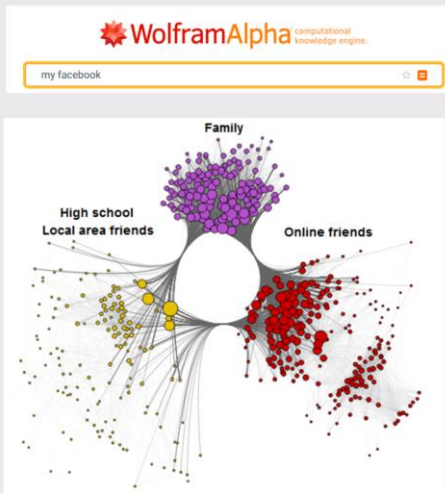 WolframAlpha computational
knowledge engine.
my facebook
Family
High school
Local area friends
Online friends